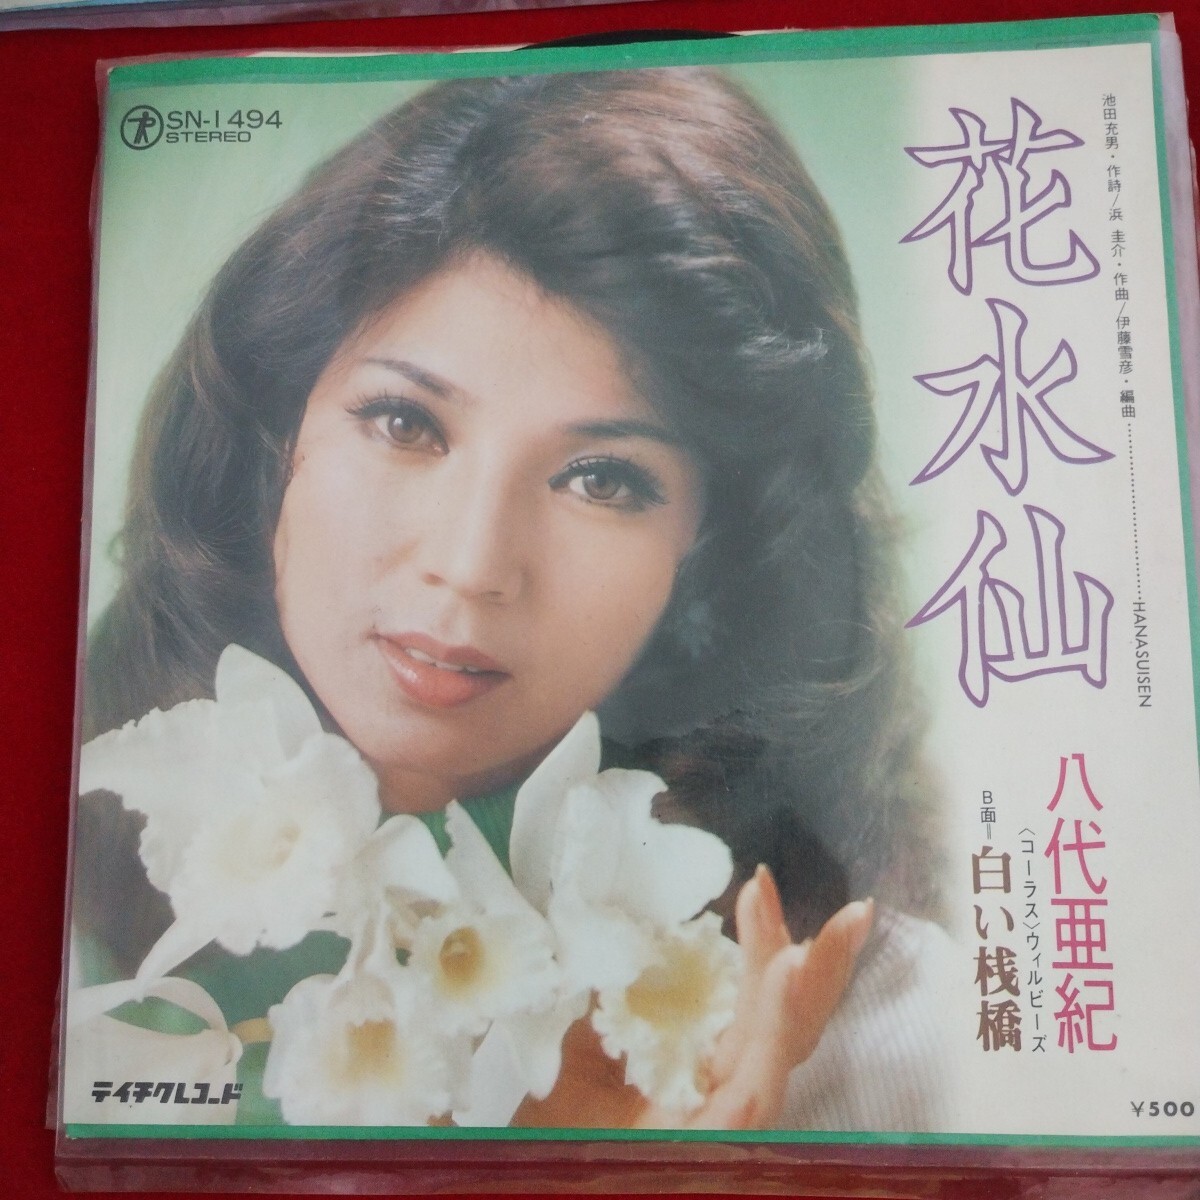 SN-1494
STEREO
池田充男・作詩/浜 圭介・作曲/伊藤雪彦・編曲……………………HANASUISEN
花水仙
八代亜紀
〈コーラス〉ウィルビーズ
B面=白い桟橋
テイチクレコード
¥500